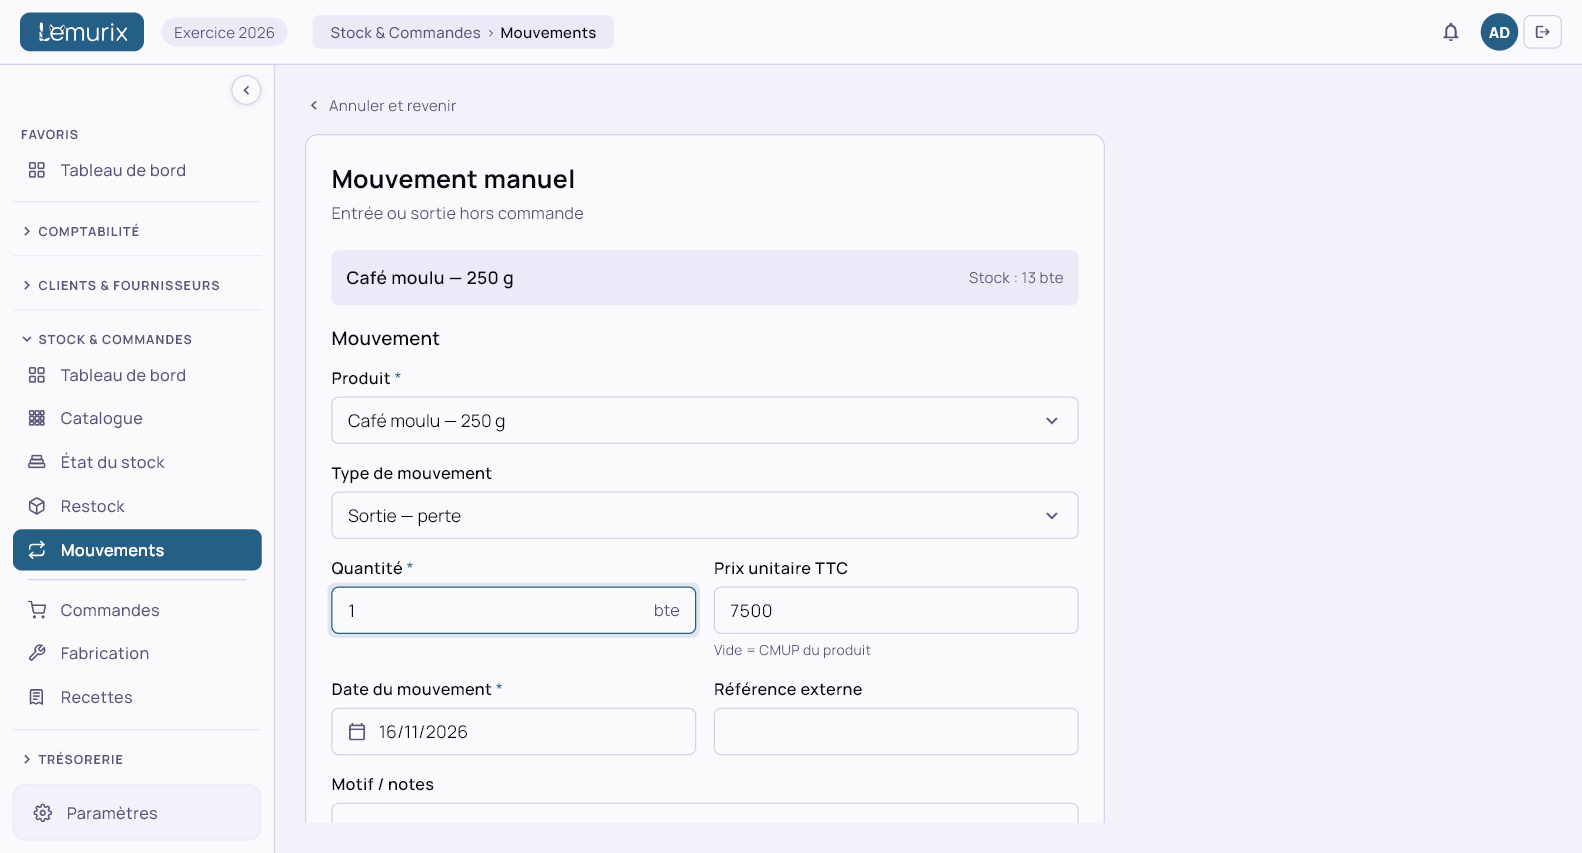 Lemurix
Exercice 2026
Stock & Commandes › Mouvements
AD
FAVORIS
Tableau de bord
COMPTABILITÉ
CLIENTS & FOURNISSEURS
STOCK & COMMANDES
Tableau de bord
Catalogue
État du stock
Restock
Mouvements
Commandes
Fabrication
Recettes
TRÉSORERIE
Paramètres
Annuler et revenir
Mouvement manuel
Entrée ou sortie hors commande
Café moulu — 250 g
Stock : 13 bte
Mouvement
Produit *
Café moulu — 250 g
Type de mouvement
Sortie — perte
Quantité *
1 bte
Prix unitaire TTC
7500
Vide = CMUP du produit
Date du mouvement *
16/11/2026
Référence externe
Motif / notes